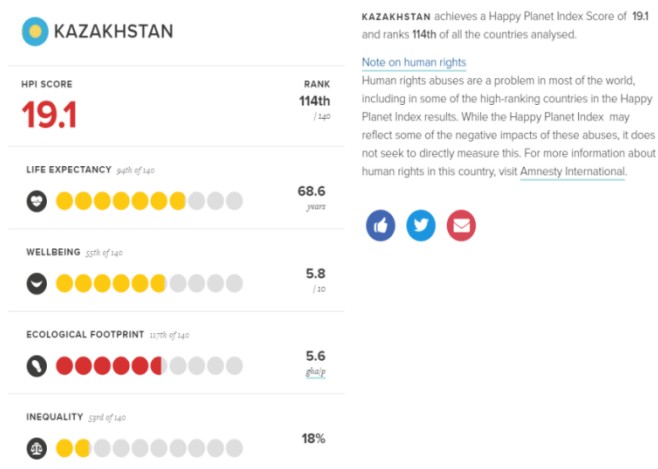 KAZAKHSTAN
HPI SCORE
19.1
RANK
114th
/ 140
LIFE EXPECTANCY 94th of 140
68.6
years
WELLBEING 55th of 140
5.8
/ 10
ECOLOGICAL FOOTPRINT 117th of 140
5.6
gha/p
INEQUALITY 53rd of 140
18%
KAZAKHSTAN achieves a Happy Planet Index Score of 19.1
and ranks 114th of all the countries analysed.
Note on human rights
Human rights abuses are a problem in most of the world,
including in some of the high-ranking countries in the Happy
Planet Index results. While the Happy Planet Index may
reflect some of the negative impacts of these abuses, it does
not seek to directly measure this. For more information about
human rights in this country, visit Amnesty International.